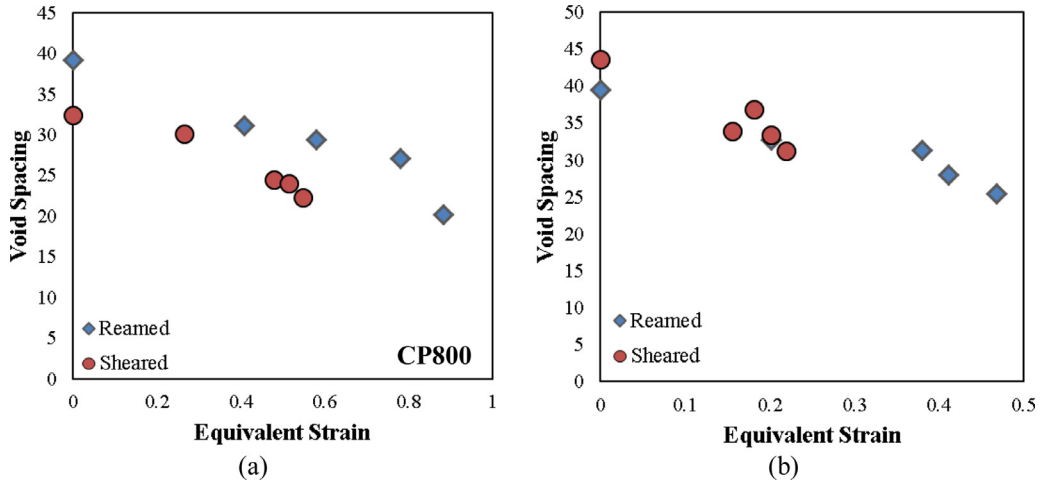 45
40
35
30
25
20
15
10
5
0
Void Spacing
Reamed
Sheared
CP800
0 0.2 0.4 0.6 0.8 1
Equivalent Strain
(a)
50
45
40
35
30
25
20
15
10
5
0
Void Spacing
Reamed
Sheared
0 0.1 0.2 0.3 0.4 0.5
Equivalent Strain
(b)